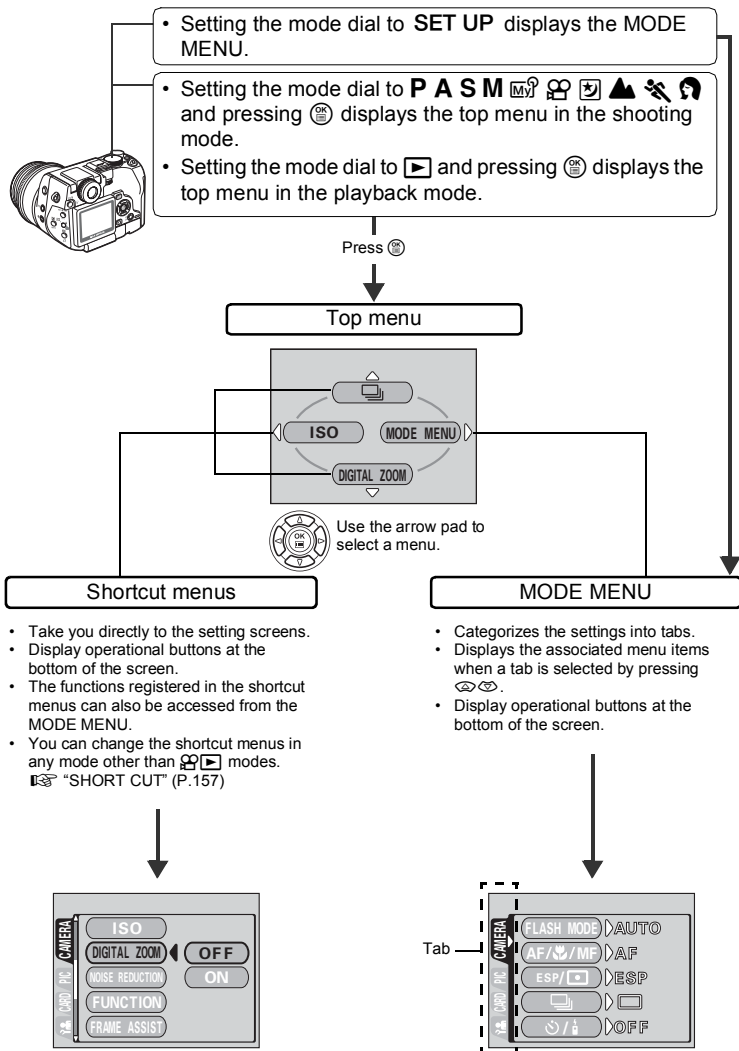 • Setting the mode dial to SET UP displays the MODE
MENU.
• Setting the mode dial to P A S M My
and pressing displays the top menu in the shooting
mode.
• Setting the mode dial to and pressing displays the
top menu in the playback mode.
Press
Top menu
ISO
MODE MENU
DIGITAL ZOOM
OK
Use the arrow pad to
select a menu.
Shortcut menus
• Take you directly to the setting screens.
• Display operational buttons at the
bottom of the screen.
• The functions registered in the shortcut
menus can also be accessed from the
MODE MENU.
• You can change the shortcut menus in
any mode other than modes.
“SHORT CUT” (P.157)
MODE MENU
• Categorizes the settings into tabs.
• Displays the associated menu items
when a tab is selected by pressing
.
• Display operational buttons at the
bottom of the screen.
CAMERA
PIC
CARD
ISO
DIGITAL ZOOM OFF
NOISE REDUCTION ON
FUNCTION
FRAME ASSIST
Tab
CAMERA
PIC
CARD
FLASH MODE AUTO
AF/ /MF AF
ESP/ ESP
/ OFF